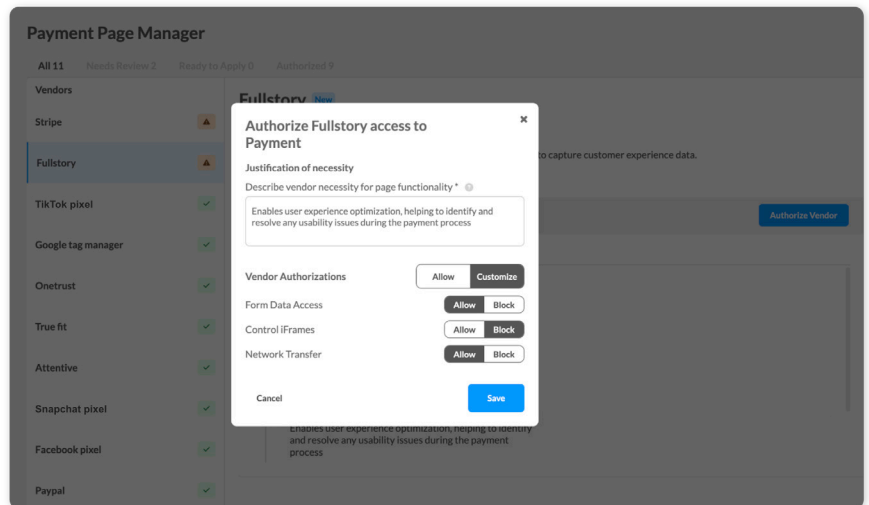 Payment Page Manager
All 11 Needs Review 2 Ready to Apply 0 Authorized 9
Vendors
Stripe
Fullstory
TikTok pixel
Google tag manager
Onetrust
True fit
Attentive
Snapchat pixel
Facebook pixel
Paypal
Fullstory New
to capture customer experience data.
Authorize Vendor
Authorize Fullstory access to
Payment
Justification of necessity
Describe vendor necessity for page functionality *
Enables user experience optimization, helping to identify and
resolve any usability issues during the payment process
Vendor Authorizations Allow Customize
Form Data Access Allow Block
Control iFrames Allow Block
Network Transfer Allow Block
Cancel Save
Enables user experience optimization, helping to identify
and resolve any usability issues during the payment
process